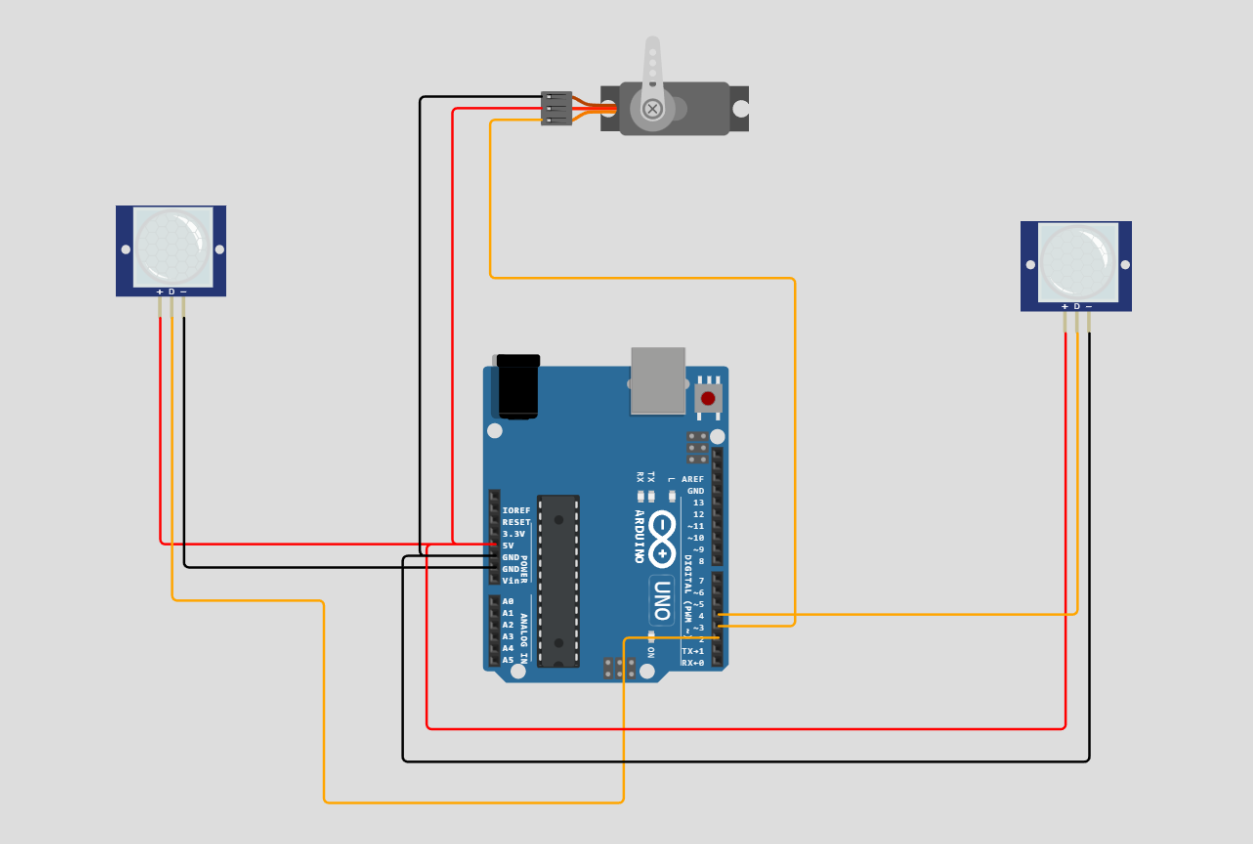 + D −
+ D −
IOREF
RESET
3.3V
5V
GND
GND
Vin
POWER
A0
A1
A2
A3
A4
A5
ANALOG IN
RX
TX
L
ARDUINO
UNO
ON
AREF
GND
13
12
~11
~10
~9
8
7
~6
~5
4
~3
2
TX→1
RX←0
DIGITAL (PWM ~)